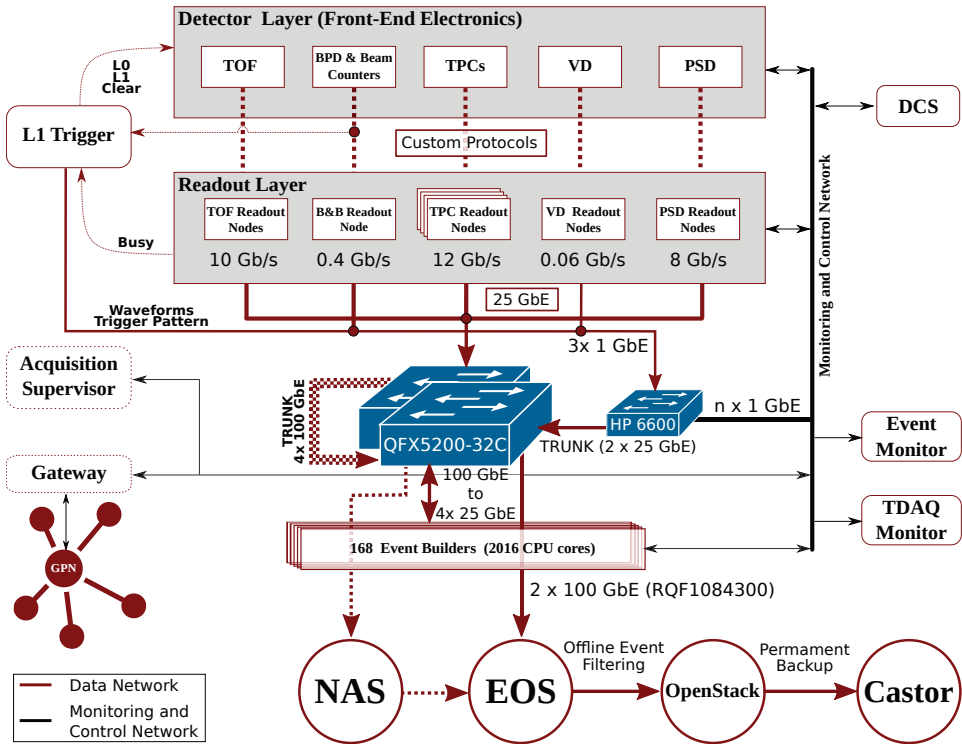 Detector Layer (Front-End Electronics)
TOF
BPD & Beam
Counters
TPCs
VD
PSD
L0
L1
Clear
DCS
L1 Trigger
Custom Protocols
Readout Layer
TOF Readout
Nodes
B&B Readout
Node
TPC Readout
Nodes
VD Readout
Nodes
PSD Readout
Nodes
Busy
10 Gb/s
0.4 Gb/s
12 Gb/s
0.06 Gb/s
8 Gb/s
Monitoring and Control Network
25 GbE
Waveforms
Trigger Pattern
3x 1 GbE
Acquisition
Supervisor
TRUNK
4x 100 GbE
n x 1 GbE
HP 6600
QFX5200-32C
TRUNK (2 x 25 GbE)
Event
Monitor
Gateway
100 GbE
to
4x 25 GbE
TDAQ
Monitor
168 Event Builders (2016 CPU cores)
GPN
2 x 100 GbE (RQF1084300)
Offline Event
Filtering
Permament
Backup
NAS
EOS
OpenStack
Castor
Data Network
Monitoring and
Control Network